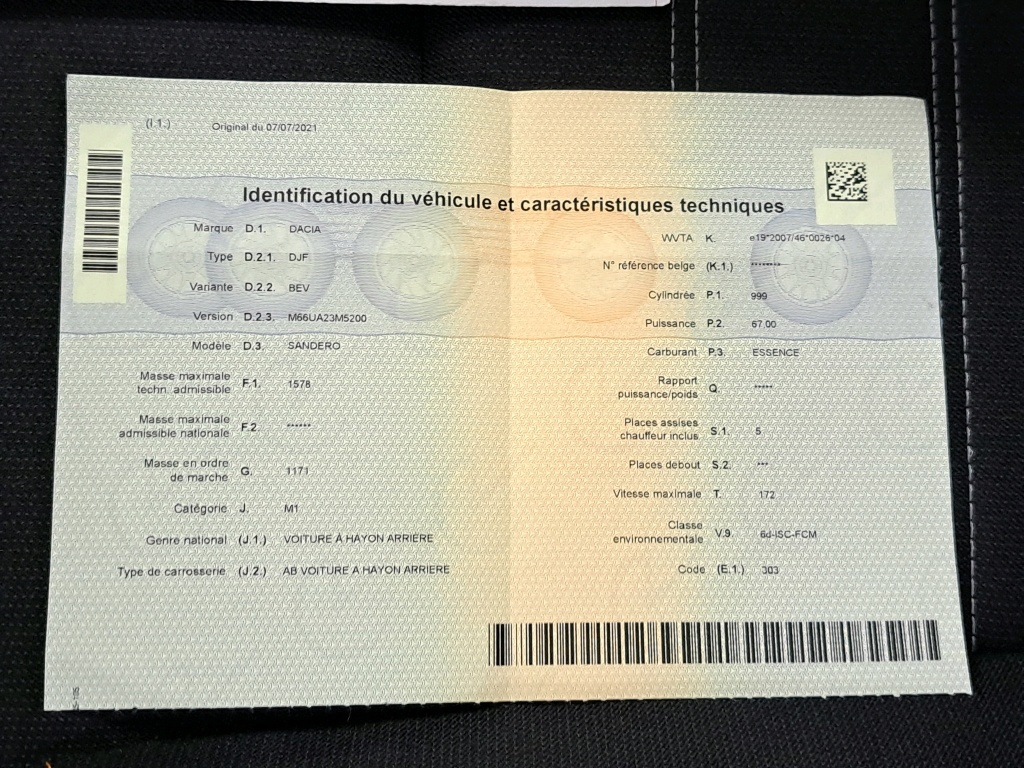 (I.1.) Original du 07/07/2021
Identification du véhicule et caractéristiques techniques
Marque D.1. DACIA
Type D.2.1. DJF
Variante D.2.2. BEV
Version D.2.3. M66UA23M5200
Modèle D.3. SANDERO
Masse maximale
techn. admissible F.1. 1578
Masse maximale
admissible nationale F.2. ******
Masse en ordre
de marche G. 1171
Catégorie J. M1
Genre national (J.1.) VOITURE À HAYON ARRIÈRE
Type de carrosserie (J.2.) AB VOITURE À HAYON ARRIÈRE
WVTA K. e19*2007/46*0026*04
N° référence belge (K.1.) ********
Cylindrée P.1. 999
Puissance P.2. 67.00
Carburant P.3. ESSENCE
Rapport
puissance/poids Q. *****
Places assises
chauffeur inclus S.1. 5
Places debout S.2. ***
Vitesse maximale T. 172
Classe
environnementale V.9. 6d-ISC-FCM
Code (E.1.) 303